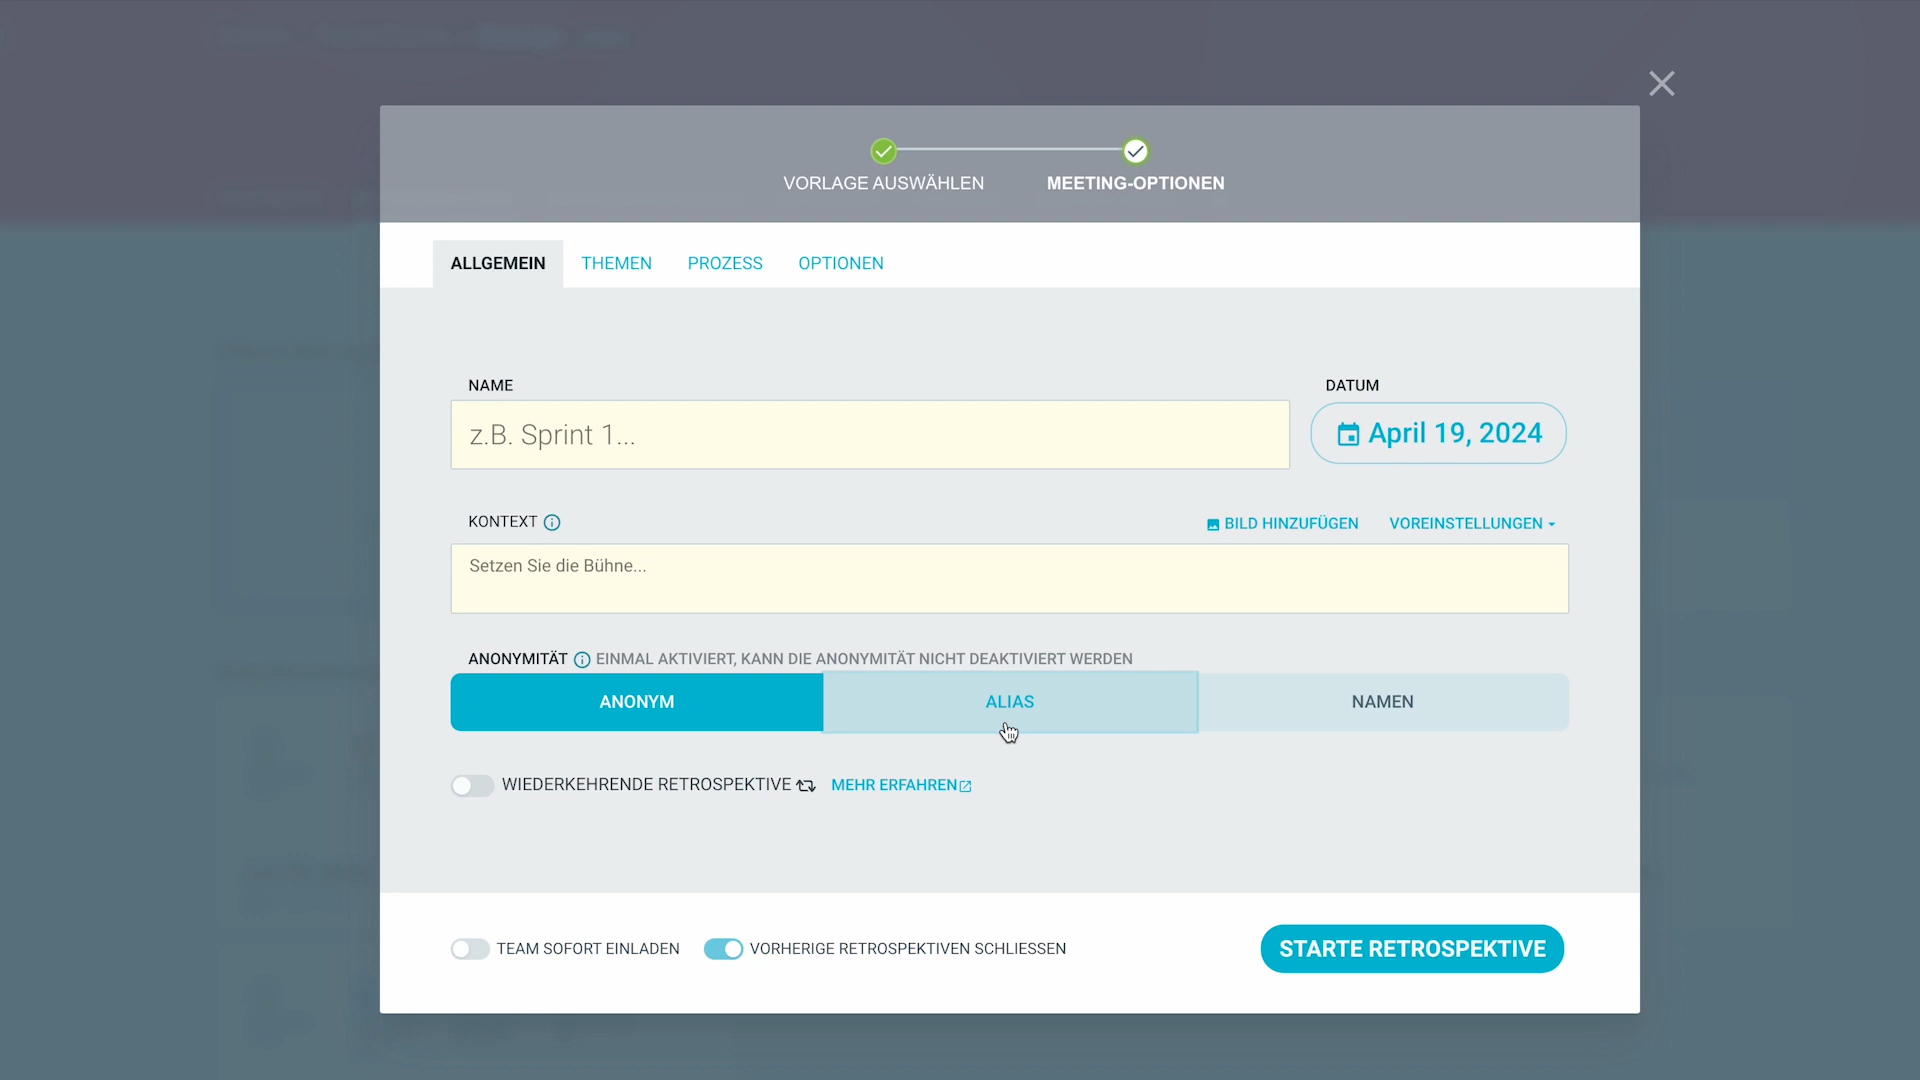 VORLAGE AUSWÄHLEN
MEETING-OPTIONEN
ALLGEMEIN THEMEN PROZESS OPTIONEN
NAME
DATUM
z.B. Sprint 1...
April 19, 2024
KONTEXT
BILD HINZUFÜGEN VOREINSTELLUNGEN
Setzen Sie die Bühne...
ANONYMITÄT EINMAL AKTIVIERT, KANN DIE ANONYMITÄT NICHT DEAKTIVIERT WERDEN
ANONYM ALIAS NAMEN
WIEDERKEHRENDE RETROSPEKTIVE MEHR ERFAHREN
TEAM SOFORT EINLADEN VORHERIGE RETROSPEKTIVEN SCHLIESSEN
STARTE RETROSPEKTIVE